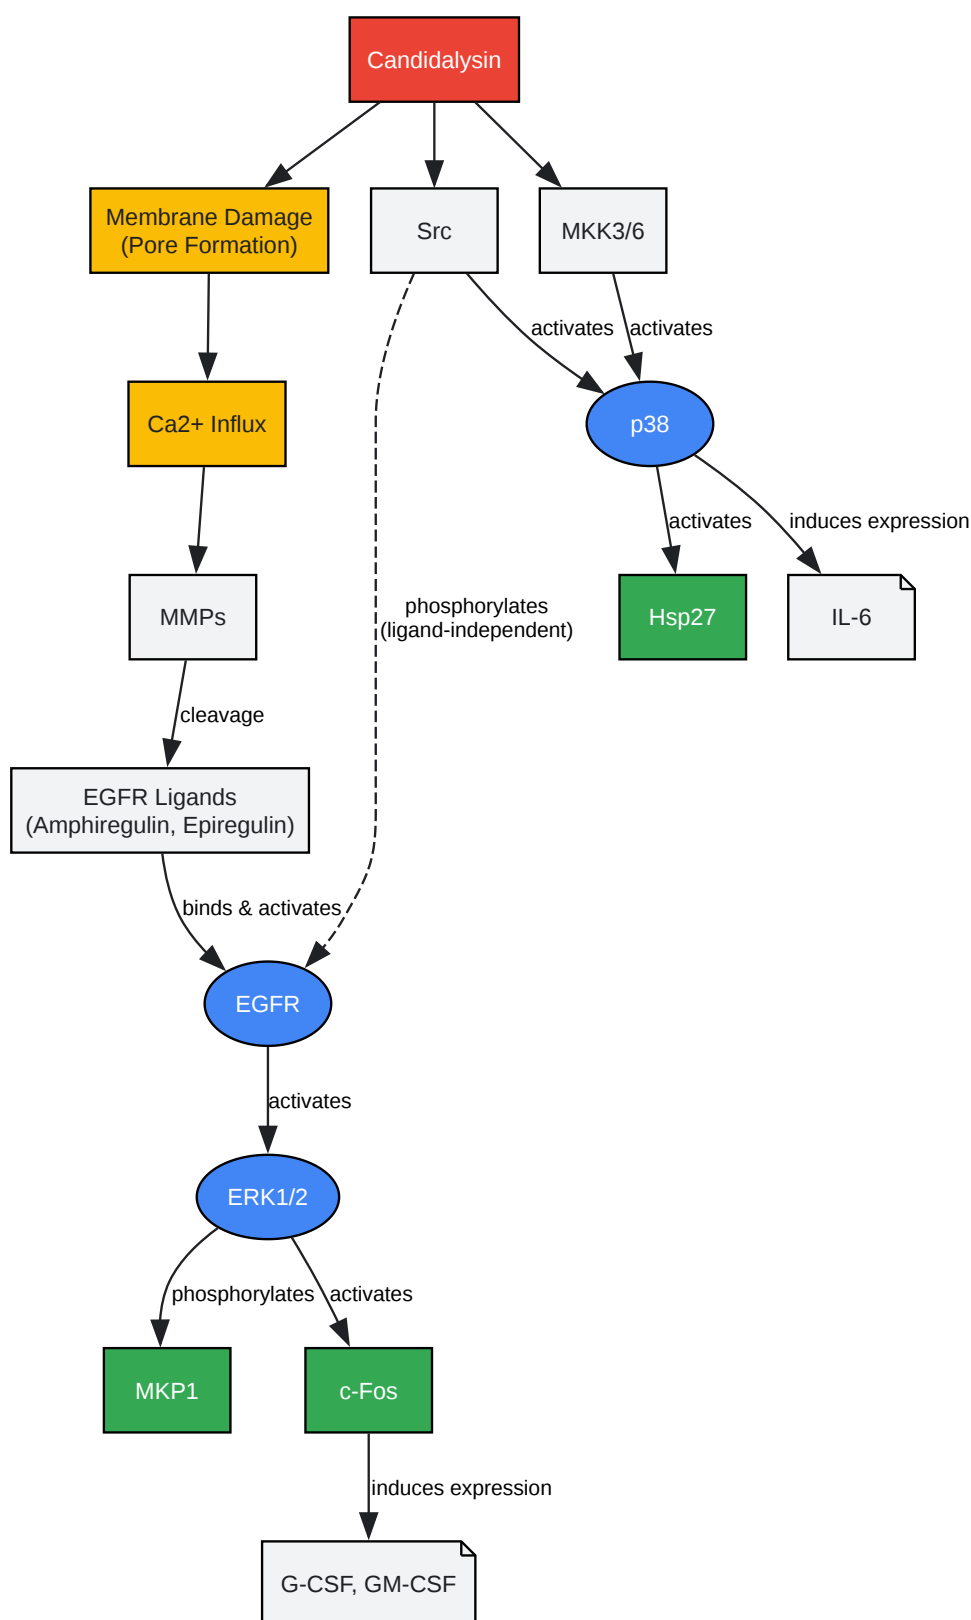 Candidalysin
Membrane Damage
(Pore Formation)
Src
MKK3/6
activates
activates
Ca2+ Influx
p38
activates
induces expression
MMPs
phosphorylates
(ligand-independent)
Hsp27
IL-6
cleavage
EGFR Ligands
(Amphiregulin, Epiregulin)
binds & activates
EGFR
activates
ERK1/2
phosphorylates
activates
MKP1
c-Fos
induces expression
G-CSF, GM-CSF